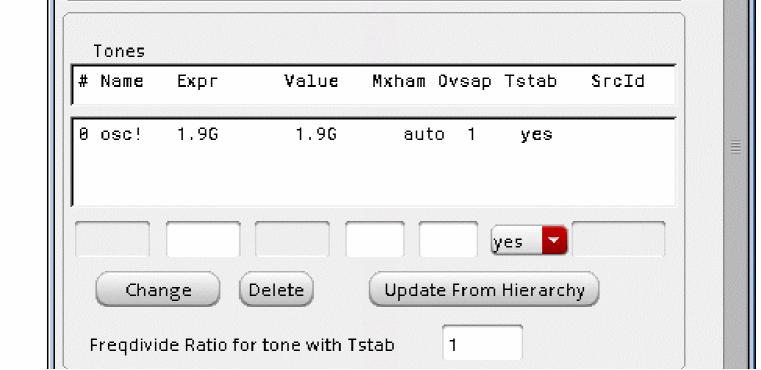 Tones
# Name Expr Value Mxham Ovsap Tstab SrcId
0 osc! 1.9G 1.9G auto 1 yes
yes
Change Delete Update From Hierarchy
Freqdivide Ratio for tone with Tstab 1